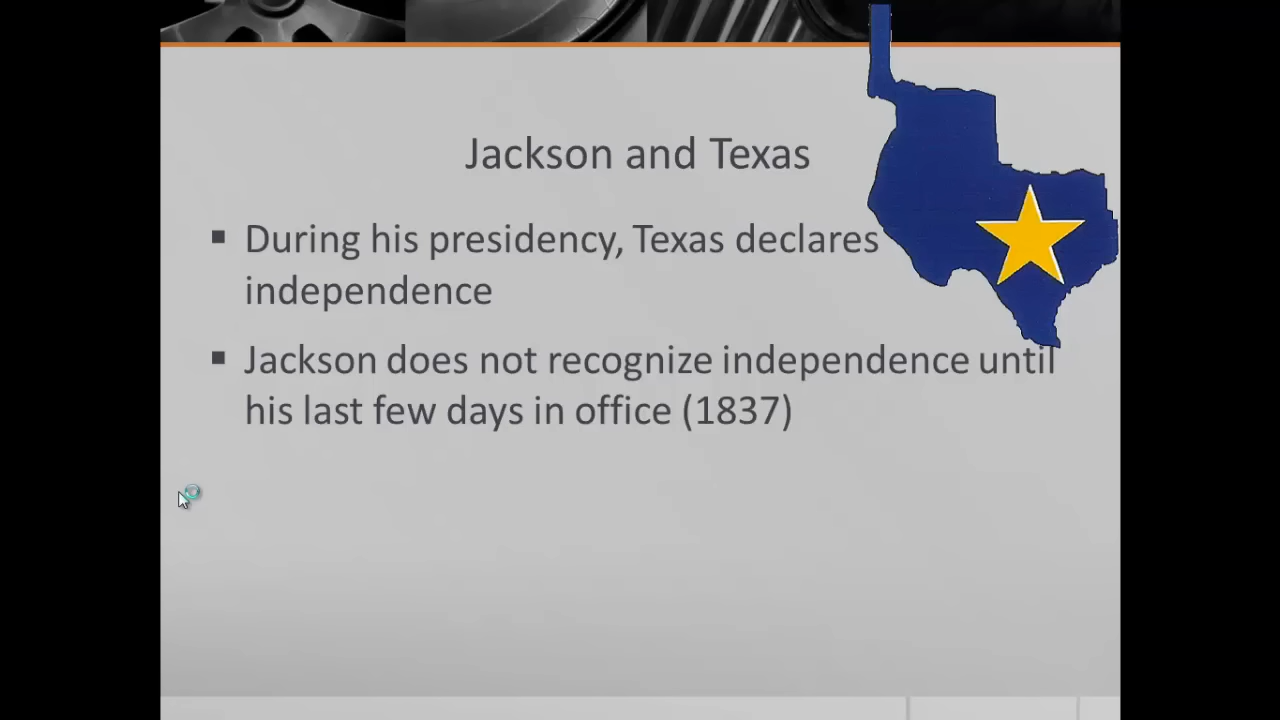 Jackson and Texas
▪ During his presidency, Texas declares
independence
▪ Jackson does not recognize independence until
his last few days in office (1837)